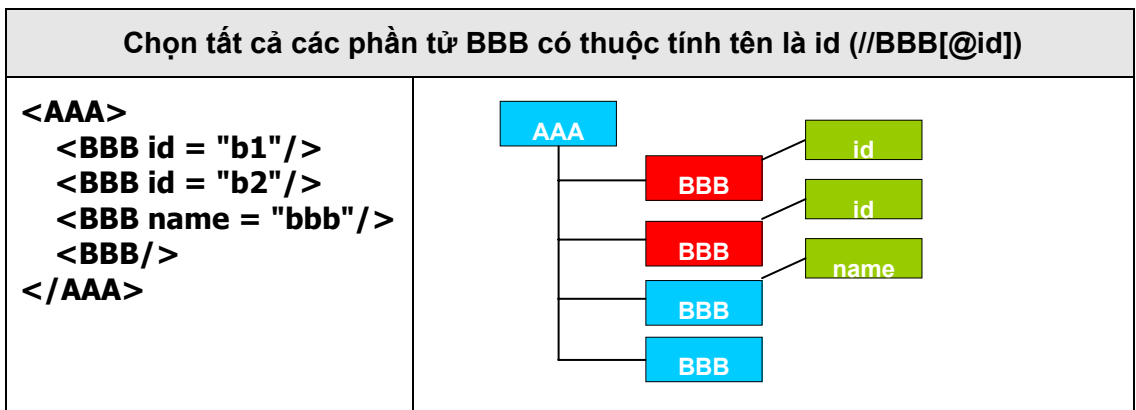 Chọn tất cả các phần tử BBB có thuộc tính tên là id (//BBB[@id])
<AAA>
<BBB id = "b1"/>
<BBB id = "b2"/>
<BBB name = "bbb"/>
<BBB/>
</AAA>
AAA
id
BBB
id
BBB
name
BBB
BBB